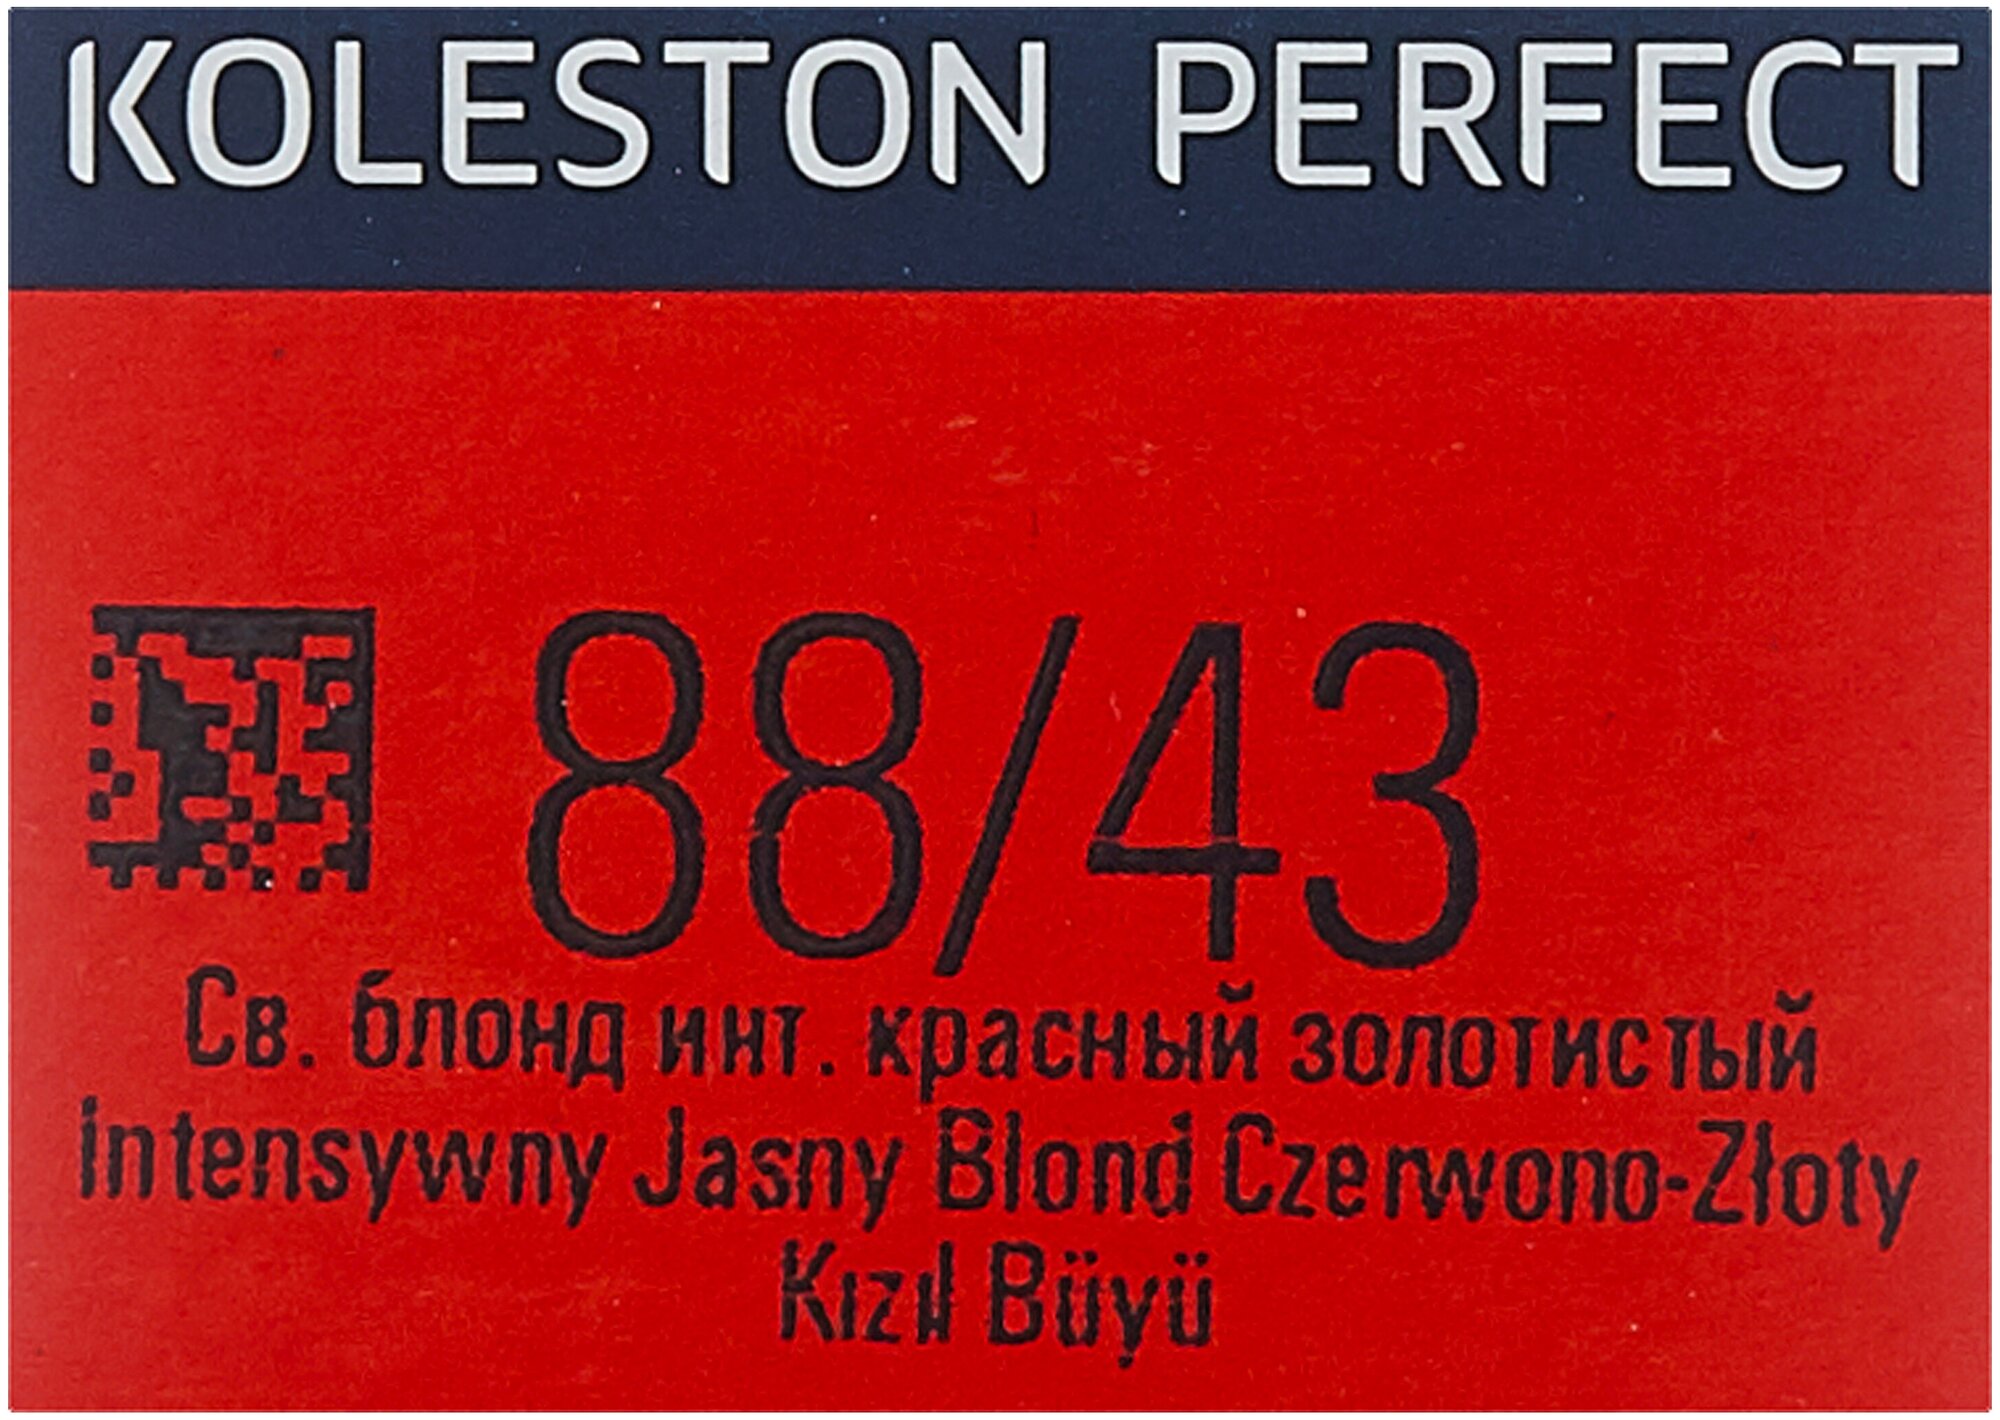 KOLESTON PERFECT
88/43
Св. блонд инт. красный золотистый
Intensywny Jasny Blond Czerwono-Złoty
Kızıl Büyü